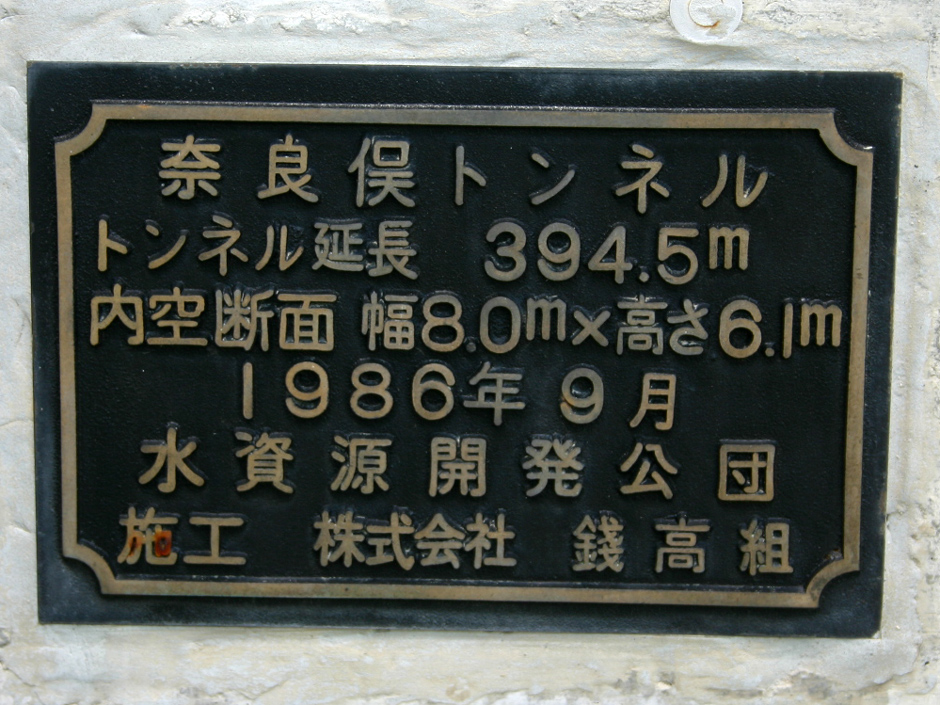 奈良俣トンネル
トンネル延長 394.5m
内空断面 幅8.0m×高さ6.1m
1986年9月
水資源開発公団
施工 株式会社 錢高組